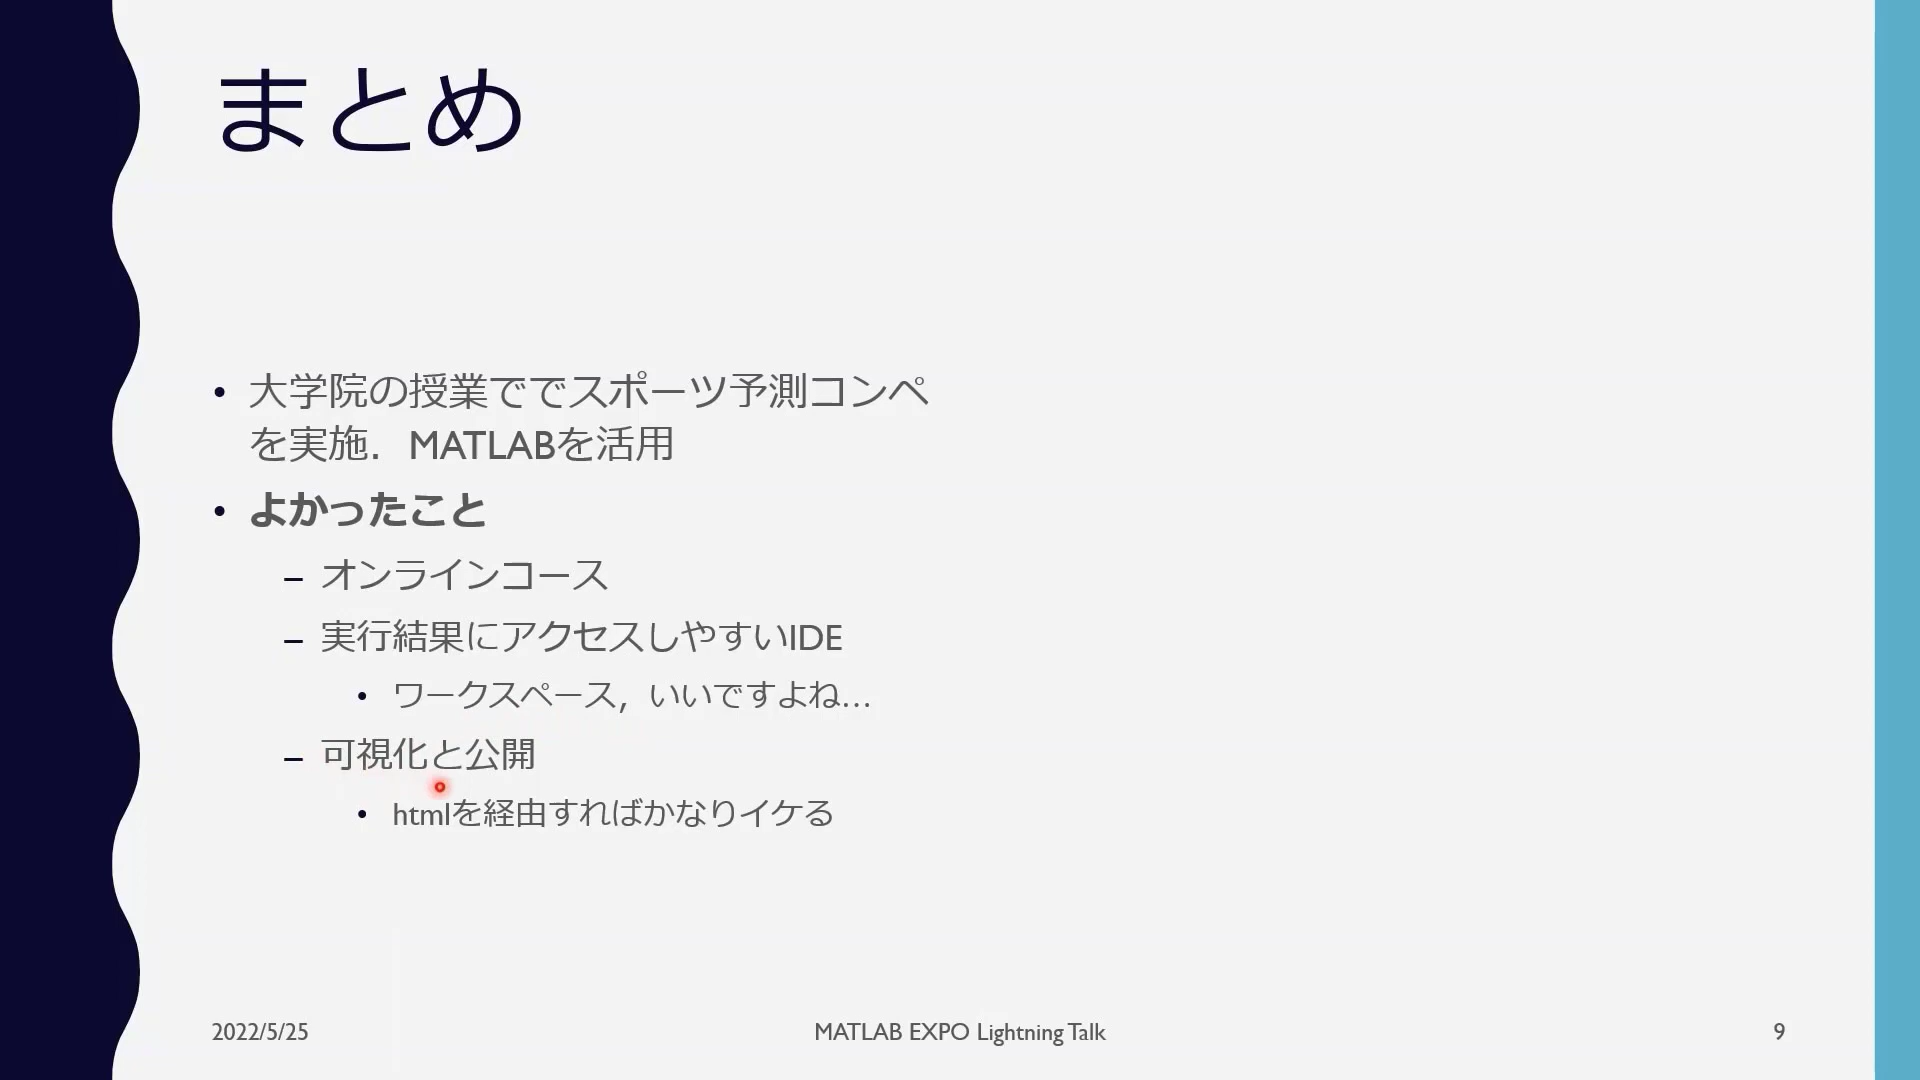 まとめ
• 大学院の授業ででスポーツ予測コンペ
を実施．MATLABを活用
• よかったこと
– オンラインコース
– 実行結果にアクセスしやすいIDE
• ワークスペース，いいですよね…
– 可視化と公開
• htmlを経由すればかなりイケる
2022/5/25
MATLAB EXPO Lightning Talk
9